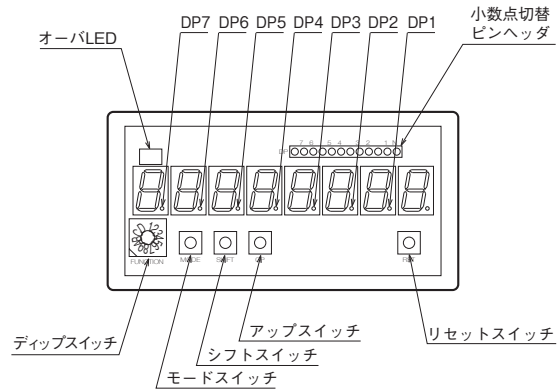 小数点切替
ピンヘッダ
DP7 DP6 DP5 DP4 DP3 DP2 DP1
オーバLED
7 6 5 4 3 2 1
DP
FUNCTION
MODE
SHIFT
UP
RST
アップスイッチ
リセットスイッチ
ディップスイッチ
シフトスイッチ
モードスイッチ